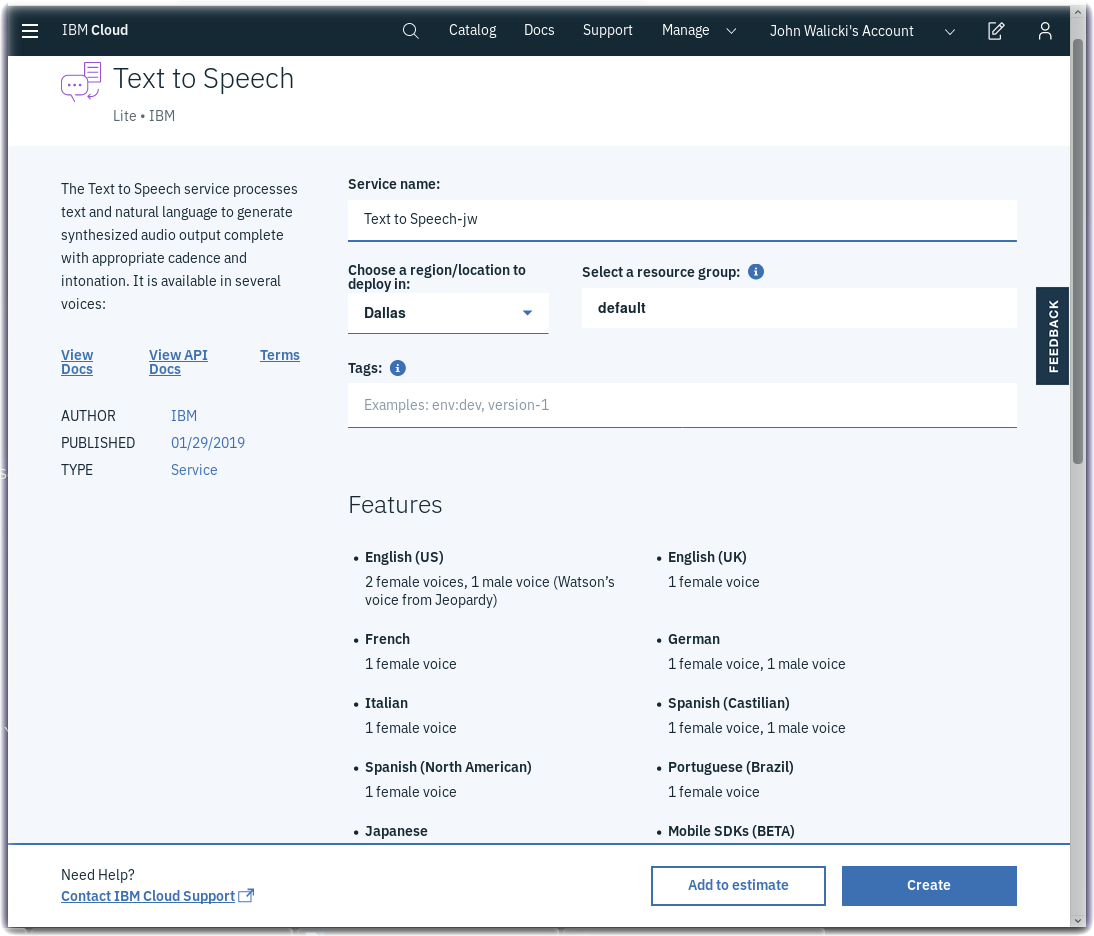 IBM Cloud
Catalog
Docs
Support
Manage
John Walicki's Account
Text to Speech
Lite • IBM
The Text to Speech service processes
text and natural language to generate
synthesized audio output complete
with appropriate cadence and
intonation. It is available in several
voices:
View
Docs
View API
Docs
Terms
AUTHOR IBM
PUBLISHED 01/29/2019
TYPE Service
Service name:
Text to Speech-jw
Choose a region/location to
deploy in:
Dallas
Select a resource group:
default
Tags:
Examples: env:dev, version-1
FEEDBACK
Features
• English (US)
2 female voices, 1 male voice (Watson’s
voice from Jeopardy)
• English (UK)
1 female voice
• French
1 female voice
• German
1 female voice, 1 male voice
• Italian
1 female voice
• Spanish (Castilian)
1 female voice, 1 male voice
• Spanish (North American)
1 female voice
• Portuguese (Brazil)
1 female voice
• Japanese
• Mobile SDKs (BETA)
Need Help?
Contact IBM Cloud Support
Add to estimate
Create